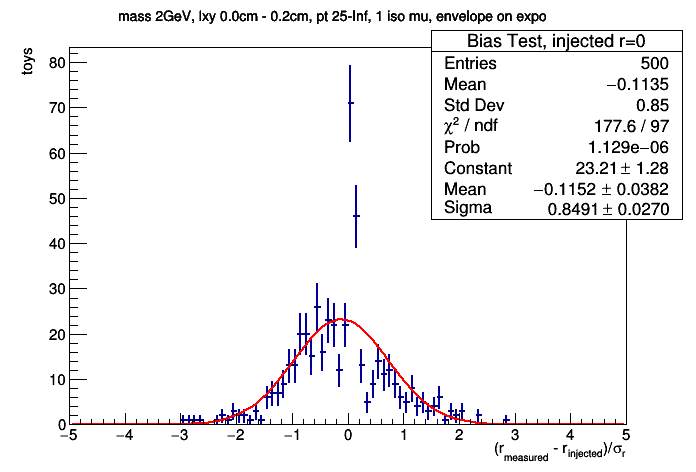 mass 2GeV, lxy 0.0cm - 0.2cm, pt 25-Inf, 1 iso mu, envelope on expo
Bias Test, injected r=0
Entries 500
Mean −0.1135
Std Dev 0.85
χ² / ndf 177.6 / 97
Prob 1.129e−06
Constant 23.21 ± 1.28
Mean −0.1152 ± 0.0382
Sigma 0.8491 ± 0.0270
toys
80
70
60
50
40
30
20
10
0
−5 −4 −3 −2 −1 0 1 2 3 4 5
(r_measured - r_injected)/σ_r